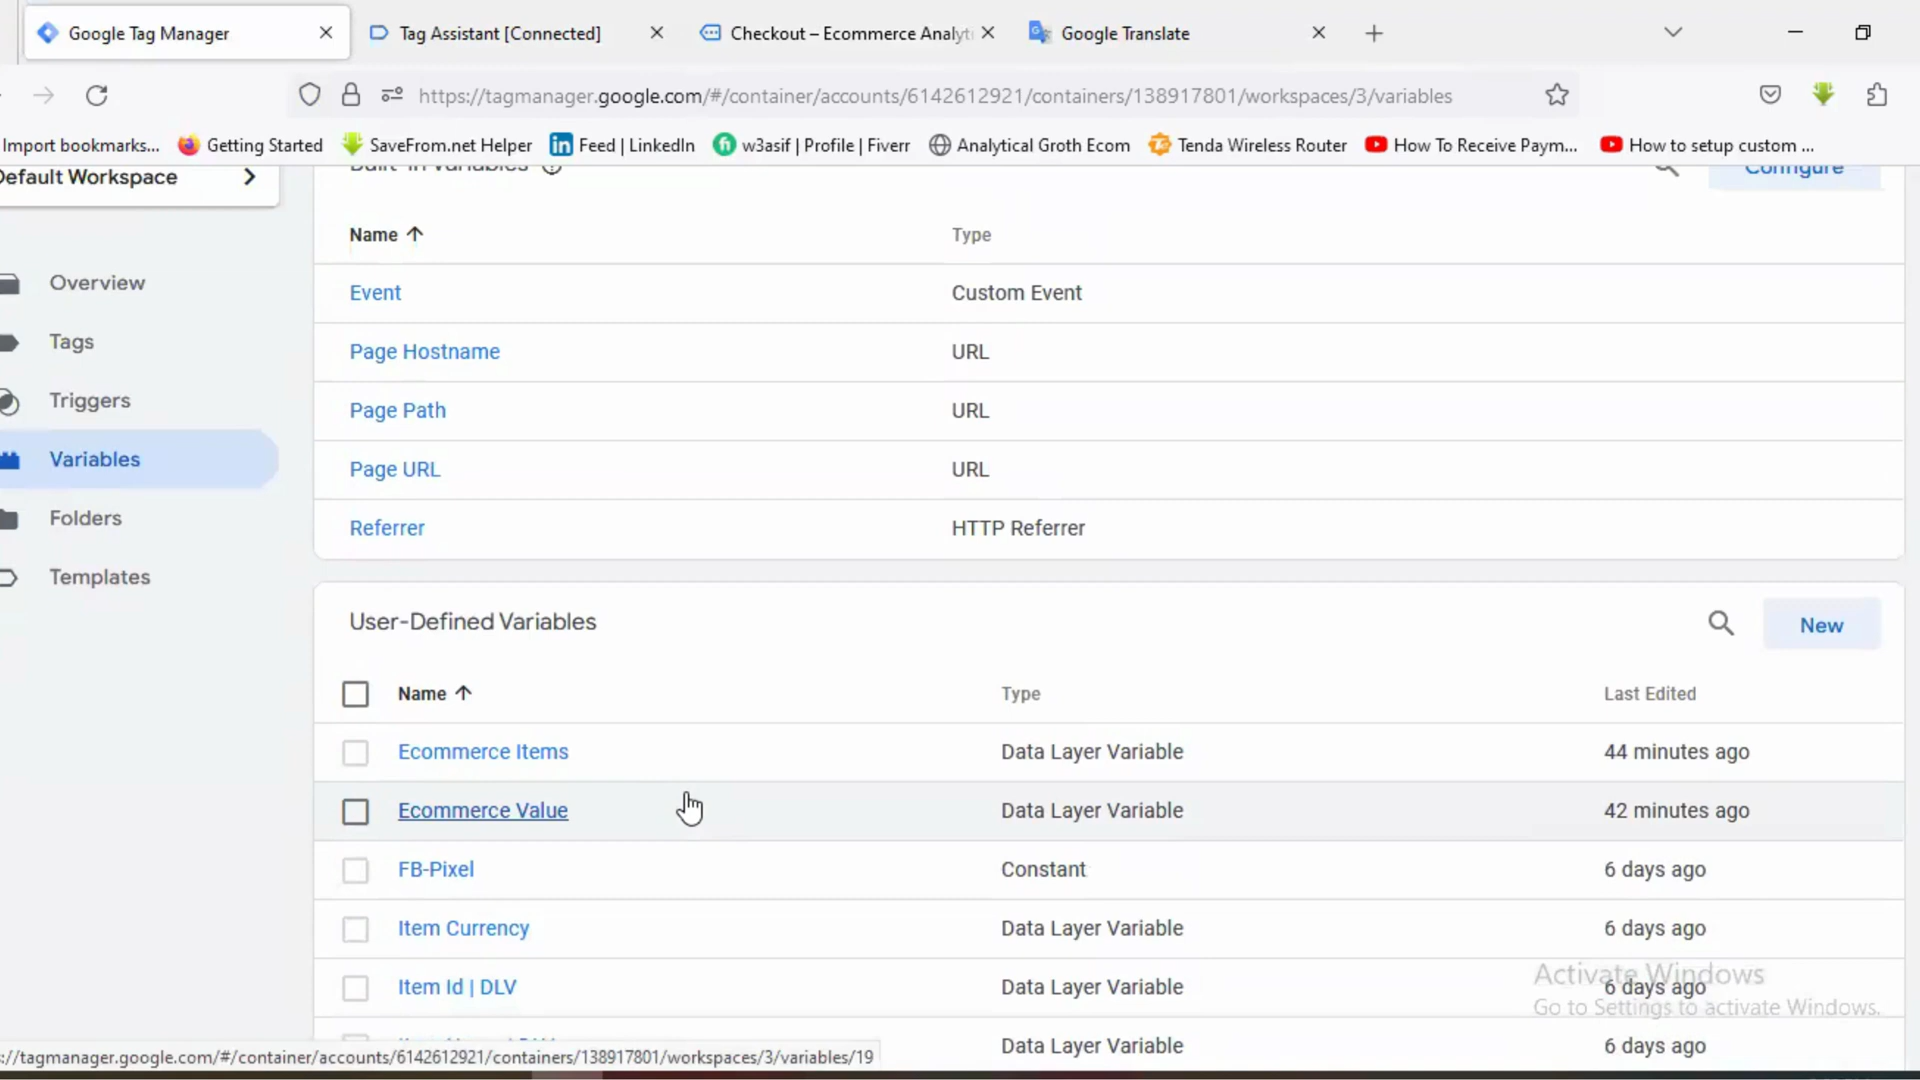 Google Tag Manager
Tag Assistant [Connected]
Checkout – Ecommerce Analyt
Google Translate
https://tagmanager.google.com/#/container/accounts/6142612921/containers/138917801/workspaces/3/variables
Import bookmarks...
Getting Started
SaveFrom.net Helper
Feed | LinkedIn
w3asif | Profile | Fiverr
Analytical Groth Ecom
Tenda Wireless Router
How To Receive Paym...
How to setup custom ...
Default Workspace
Built-In Variables
Configure
Name
Type
Overview
Event
Custom Event
Tags
Page Hostname
URL
Triggers
Page Path
URL
Variables
Page URL
URL
Folders
Referrer
HTTP Referrer
Templates
User-Defined Variables
New
Name
Type
Last Edited
Ecommerce Items
Data Layer Variable
44 minutes ago
Ecommerce Value
Data Layer Variable
42 minutes ago
FB-Pixel
Constant
6 days ago
Item Currency
Data Layer Variable
6 days ago
Item Id | DLV
Data Layer Variable
6 days ago
Activate Windows
Go to Settings to activate Windows.
Data Layer Variable
6 days ago
://tagmanager.google.com/#/container/accounts/6142612921/containers/138917801/workspaces/3/variables/19